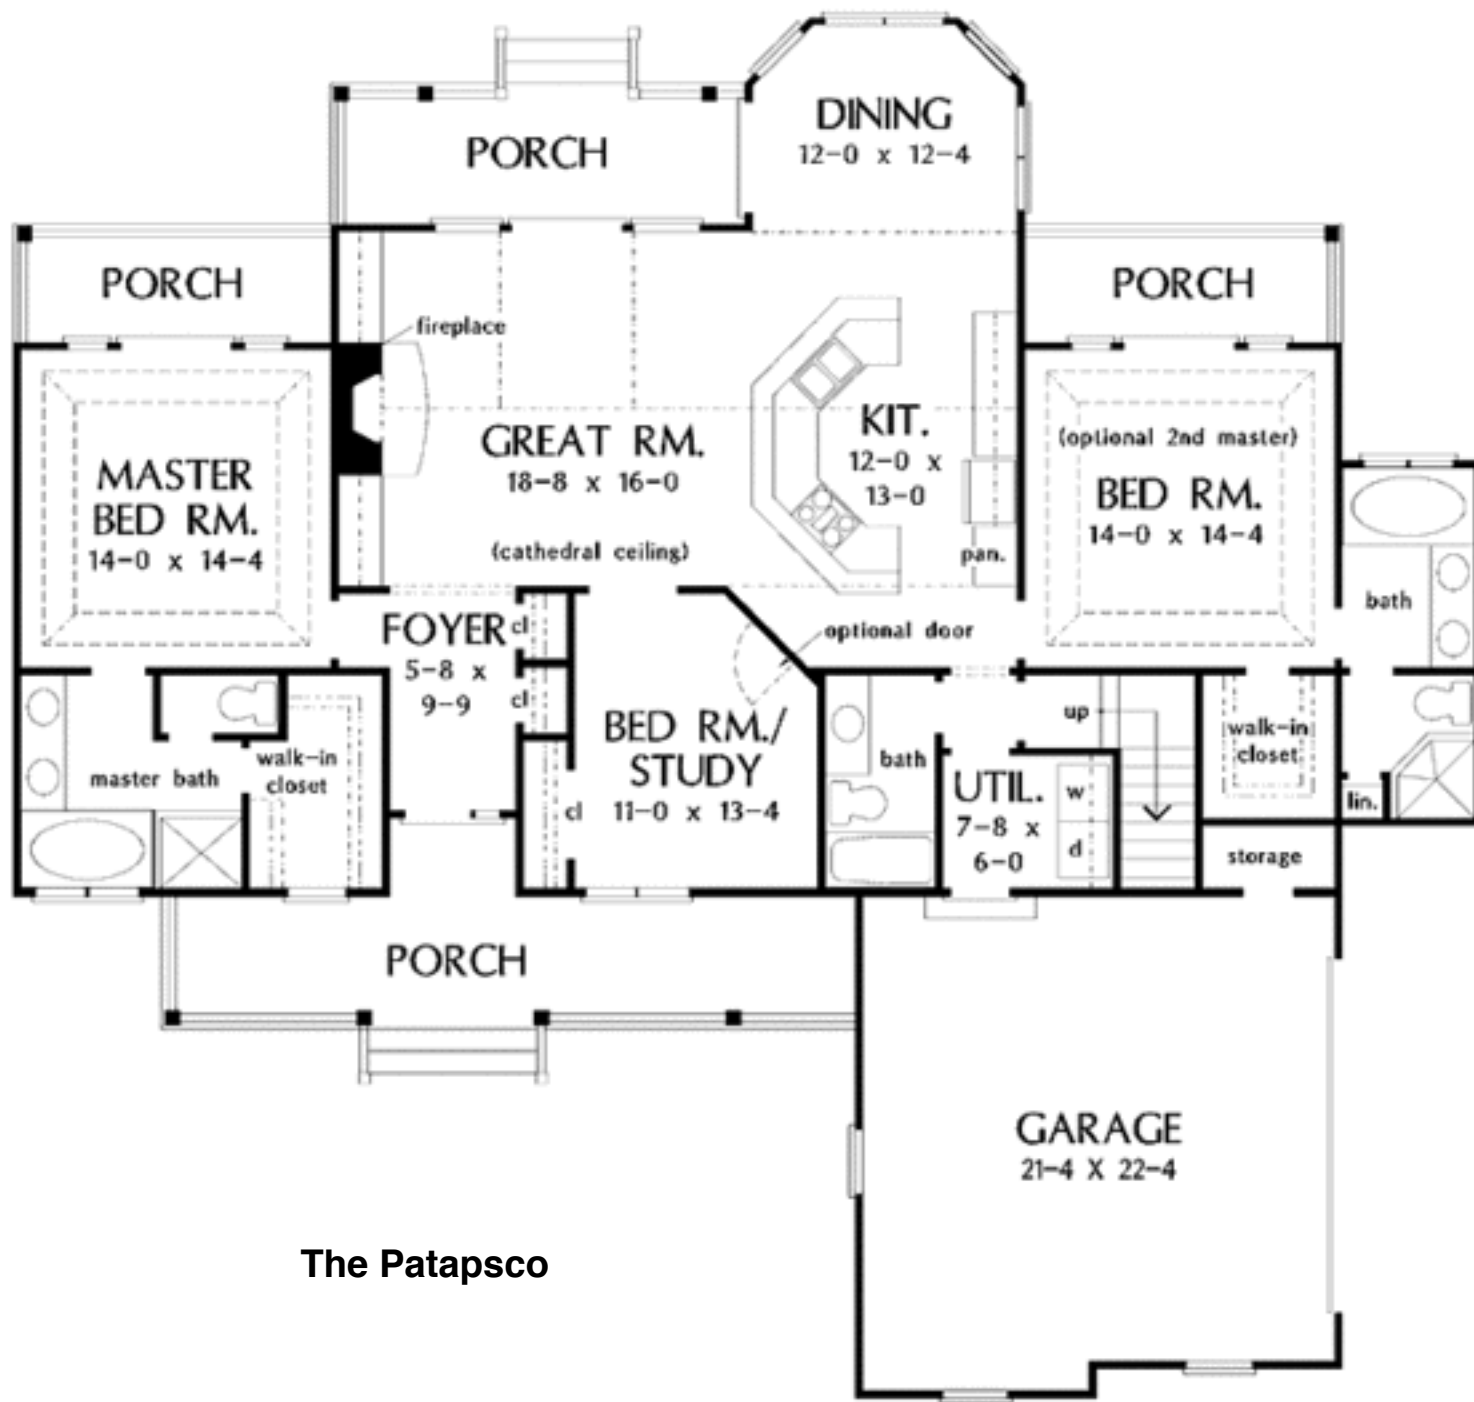 DINING
12-0 x 12-4
PORCH
PORCH
PORCH
fireplace
GREAT RM.
18-8 x 16-0
(cathedral ceiling)
KIT.
12-0 x
13-0
pan.
MASTER
BED RM.
14-0 x 14-4
(optional 2nd master)
BED RM.
14-0 x 14-4
bath
FOYER
5-8 x
9-9
cl
cl
optional door
BED RM./
STUDY
11-0 x 13-4
cl
master bath
walk-in
closet
bath
up
UTIL.
7-8 x
6-0
w
d
walk-in
closet
lin.
storage
PORCH
GARAGE
21-4 X 22-4
The Patapsco